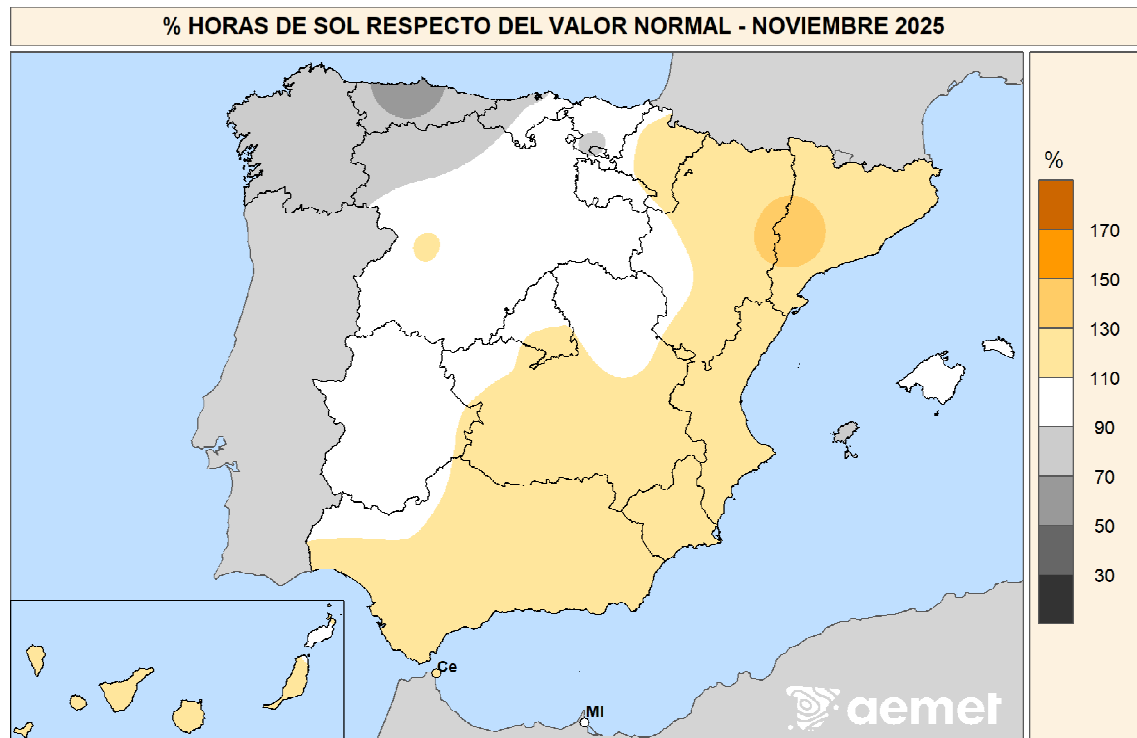 % HORAS DE SOL RESPECTO DEL VALOR NORMAL - NOVIEMBRE 2025
%
170
150
130
110
90
70
50
30
Ce
Ml
aemet